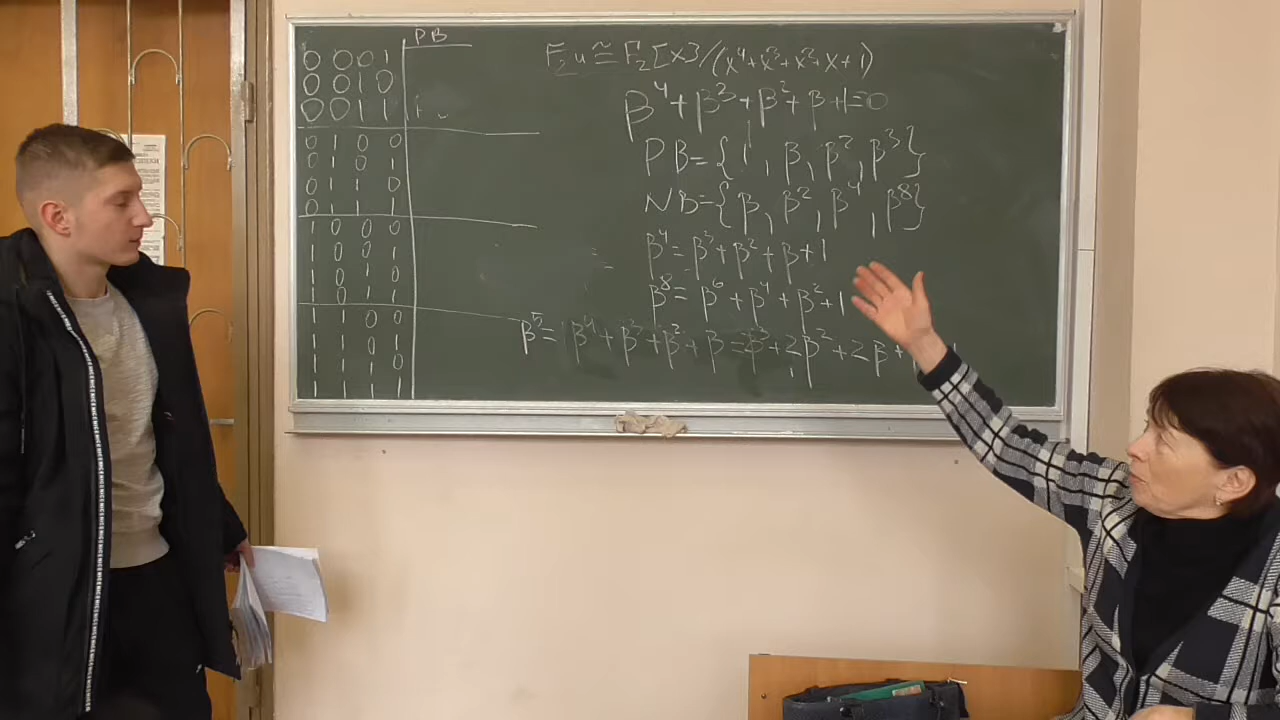 PB
0 0 0 1
0 0 1 0
0 0 1 1
0 1 0 0
0 1 0 1
0 1 1 0
0 1 1 1
1 0 0 0
1 0 0 1
1 0 1 0
1 0 1 1
1 1 0 0
1 1 0 1
1 1 1 0
1 1 1 1
F₂4 ≅ F₂[x]/(x⁴+x³+x²+x+1)
β⁴+β³+β²+β+1=0
PB={1, β, β², β³}
NB={β, β², β⁴, β⁸}
β⁴=β³+β²+β+1
β⁸=β⁶+β⁴+β²+1
β⁵=β⁴+β³+β²+β=β³+2β²+2β+